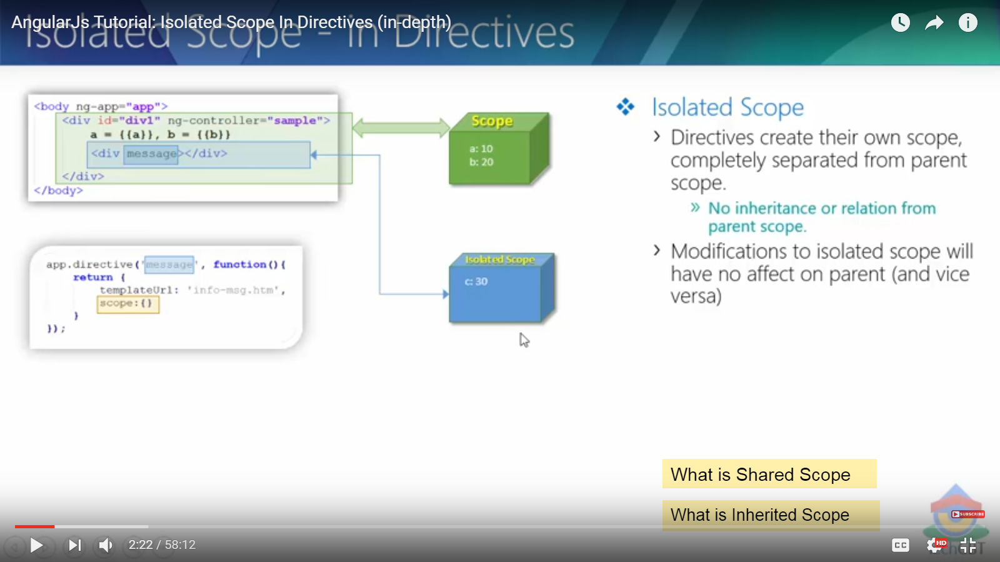 AngularJs Tutorial: Isolated Scope In Directives (in-depth)
Isolated Scope - in Directives
<body ng-app="app">
<div id="div1" ng-controller="sample">
a = {{a}}, b = {{b}}
<div message></div>
</div>
</body>
Scope
a: 10
b: 20
app.directive('message', function(){
return {
templateUrl: 'info-msg.htm',
scope:{}
}
});
Isolated Scope
c: 30
Isolated Scope
Directives create their own scope,
completely separated from parent
scope.
No inheritance or relation from
parent scope.
Modifications to isolated scope will
have no affect on parent (and vice
versa)
What is Shared Scope
What is Inherited Scope
SUBSCRIBE
2:22 / 58:12
CC
HD